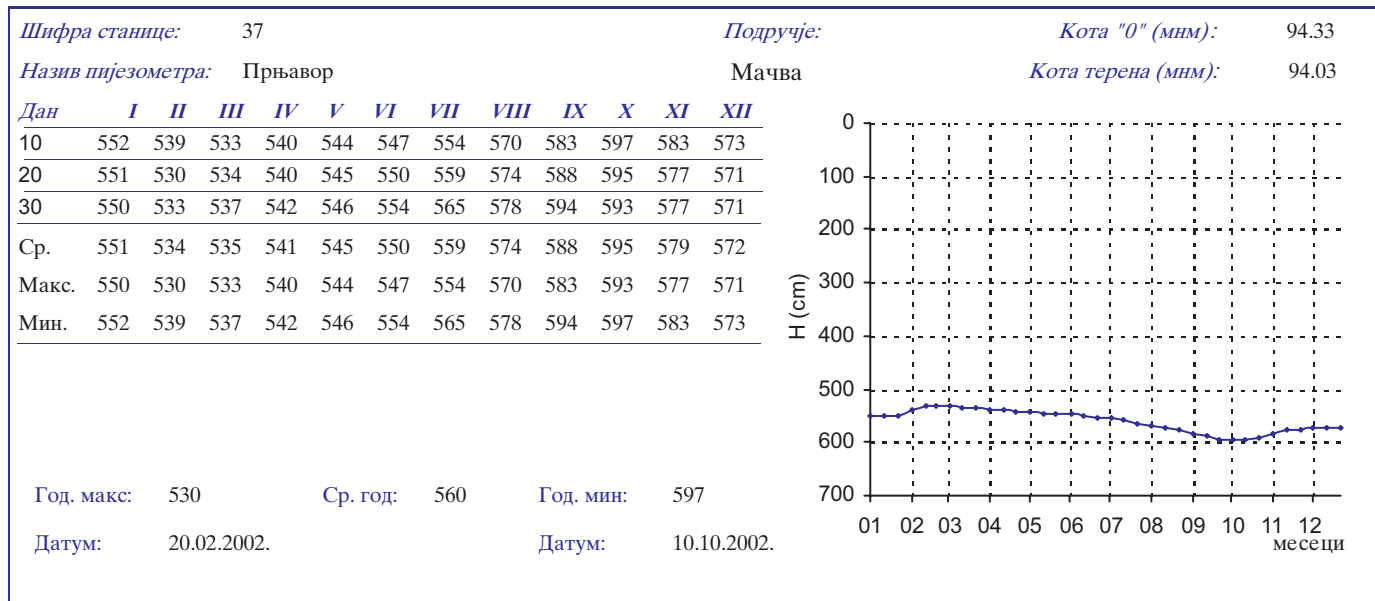 Шифра станице: 37 Подручје: Кота "0" (мнм): 94.33
Назив пијезометра: Прњавор Мачва Кота терена (мнм): 94.03
Дан I II III IV V VI VII VIII IX X XI XII
10 552 539 533 540 544 547 554 570 583 597 583 573
20 551 530 534 540 545 550 559 574 588 595 577 571
30 550 533 537 542 546 554 565 578 594 593 577 571
Ср. 551 534 535 541 545 550 559 574 588 595 579 572
Макс. 550 530 533 540 544 547 554 570 583 593 577 571
Мин. 552 539 537 542 546 554 565 578 594 597 583 573
Год. макс: 530 Ср. год: 560 Год. мин: 597
Датум: 20.02.2002. Датум: 10.10.2002.
H (cm)
0
100
200
300
400
500
600
700
01 02 03 04 05 06 07 08 09 10 11 12
месеци